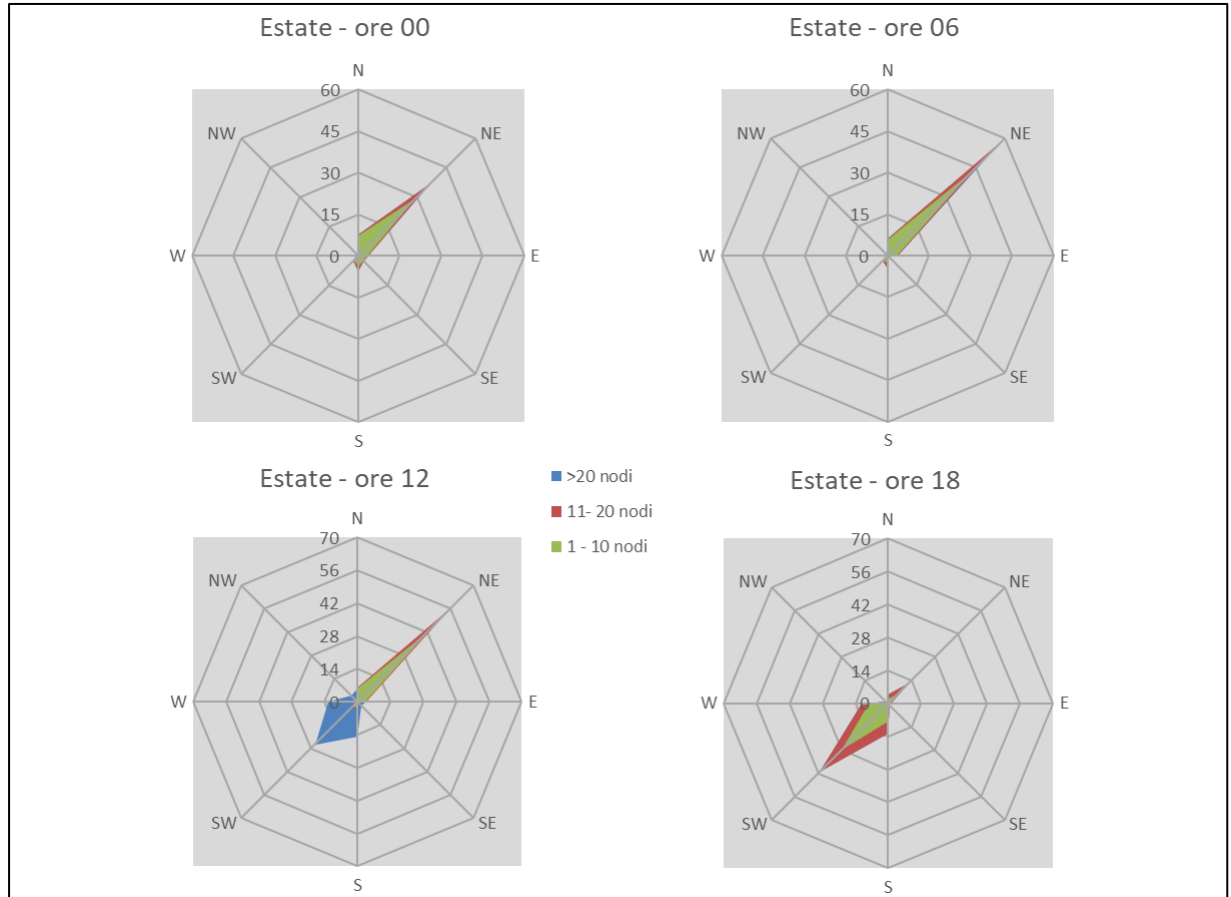 Estate - ore 00
N
60
NW
45
NE
30
15
W
0
E
SW
SE
S
Estate - ore 06
N
60
NW
45
NE
30
15
W
0
E
SW
SE
S
Estate - ore 12
N
70
NW
56
NE
42
28
14
W
0
E
SW
SE
S
>20 nodi
11- 20 nodi
1 - 10 nodi
Estate - ore 18
N
70
NW
56
NE
42
28
14
W
0
E
SW
SE
S